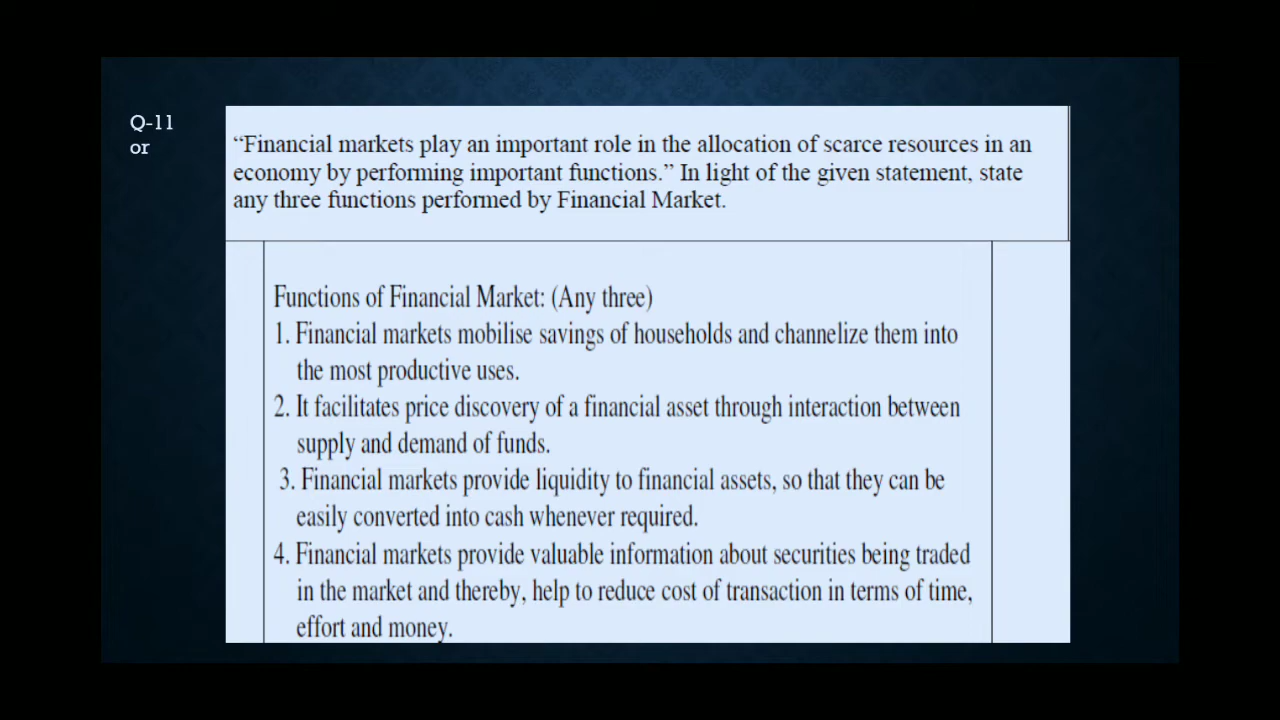 Q-11
or
“Financial markets play an important role in the allocation of scarce resources in an
economy by performing important functions.” In light of the given statement, state
any three functions performed by Financial Market.
Functions of Financial Market: (Any three)
1. Financial markets mobilise savings of households and channelize them into
the most productive uses.
2. It facilitates price discovery of a financial asset through interaction between
supply and demand of funds.
3. Financial markets provide liquidity to financial assets, so that they can be
easily converted into cash whenever required.
4. Financial markets provide valuable information about securities being traded
in the market and thereby, help to reduce cost of transaction in terms of time,
effort and money.